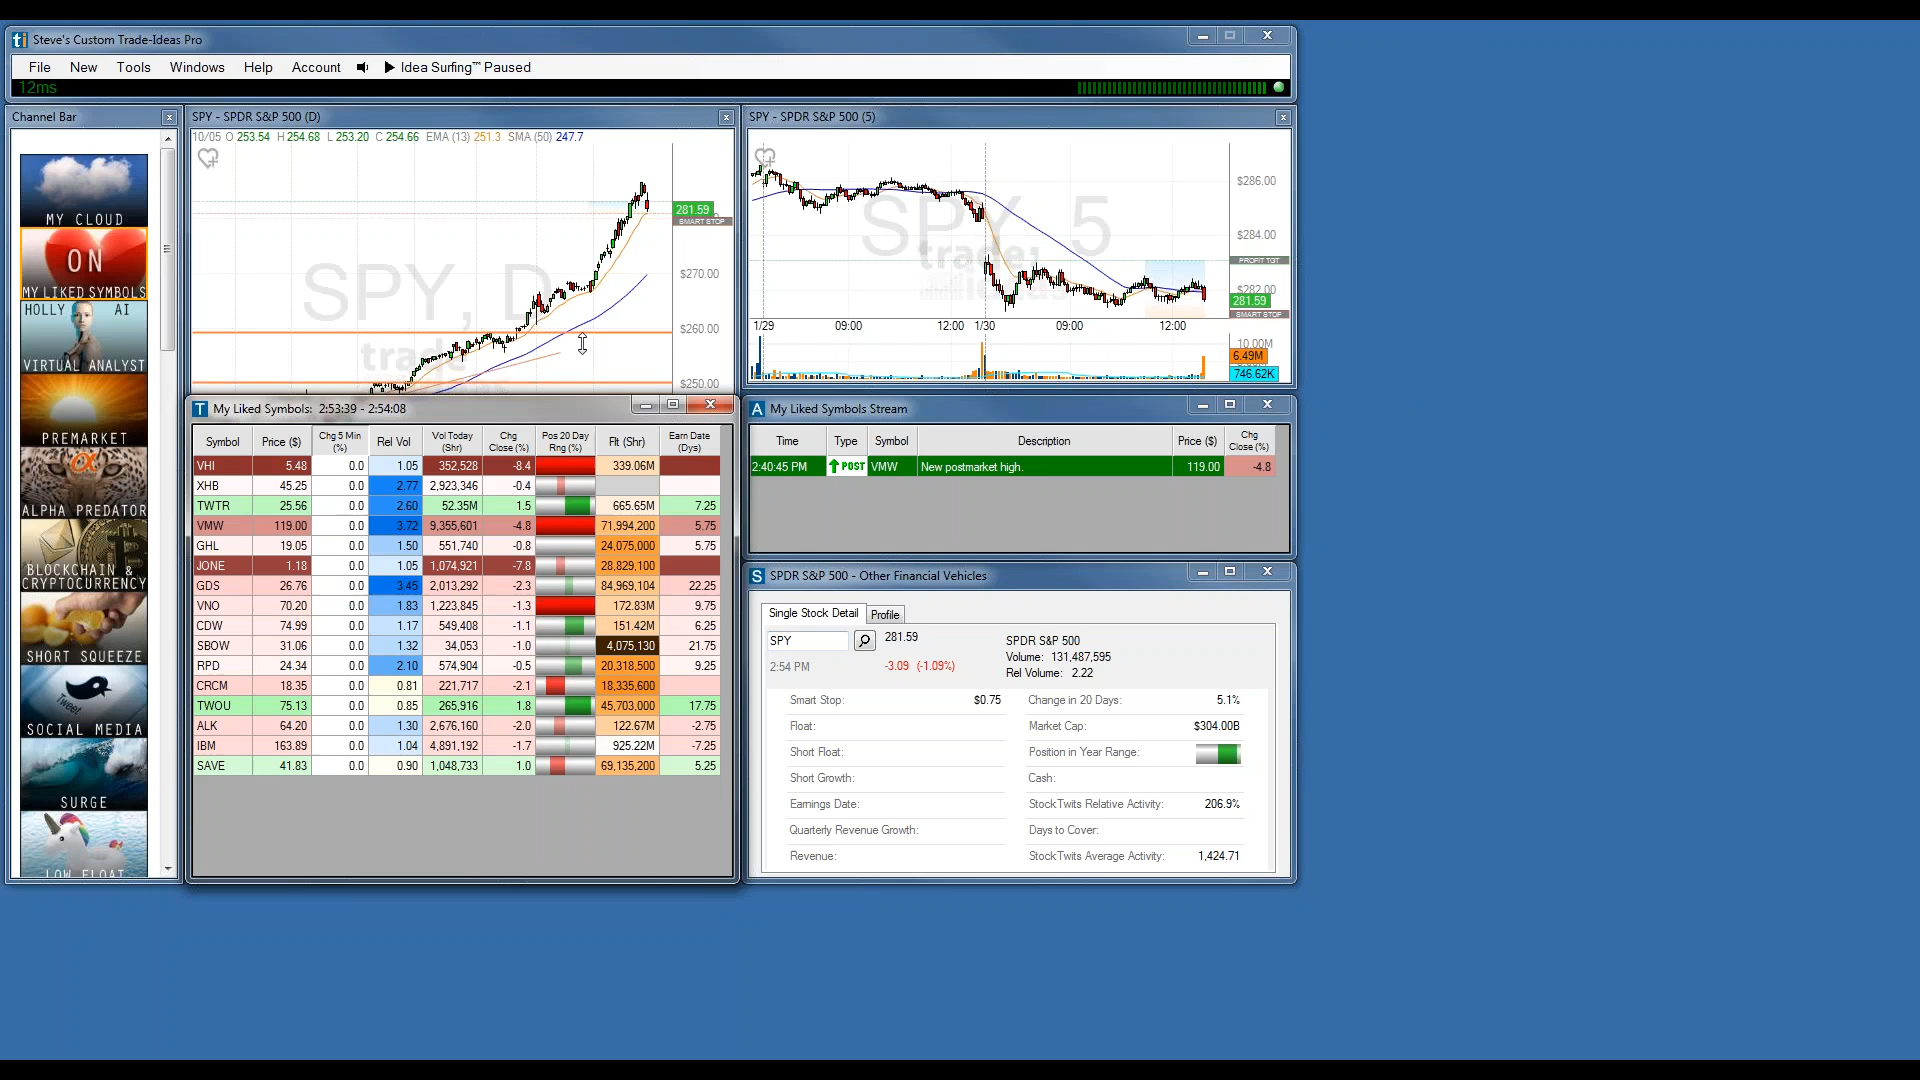 Steve's Custom Trade-Ideas Pro
File New Tools Windows Help Account Idea Surfing™ Paused
12ms
Channel Bar
MY CLOUD
ON
MY LIKED SYMBOLS
HOLLY AI
VIRTUAL ANALYST
PREMARKET
α
ALPHA PREDATOR
BLOCKCHAIN &
CRYPTOCURRENCY
SHORT SQUEEZE
Tweet
SOCIAL MEDIA
SURGE
LOW FLOAT
SPY - SPDR S&P 500 (D)
10/05 O 253.54 H 254.68 L 253.20 C 254.66 EMA (13) 251.3 SMA (50) 247.7
SPY, D
trade
281.59
SMART STOP
$270.00
$260.00
$250.00
SPY - SPDR S&P 500 (5)
SPY 5
trade
ideas
$286.00
$284.00
PROFIT TGT
$282.00
281.59
SMART STOP
1/29 09:00 12:00 1/30 09:00 12:00
10.00M
6.49M
746.62K
My Liked Symbols: 2:53:39 - 2:54:08
Symbol Price ($) Chg 5 Min (%) Rel Vol Vol Today (Shr) Chg Close (%) Pos 20 Day Rng (%) Flt (Shr) Earn Date (Dys)
VHI 5.48 0.0 1.05 352,528 -8.4 339.06M
XHB 45.25 0.0 2.77 2,923,346 -0.4
TWTR 25.56 0.0 2.60 52.35M 1.5 665.65M 7.25
VMW 119.00 0.0 3.72 9,355,601 -4.8 71,994,200 5.75
GHL 19.05 0.0 1.50 551,740 -0.8 24,075,000 5.75
JONE 1.18 0.0 1.05 1,074,921 -7.8 28,829,100
GDS 26.76 0.0 3.45 2,013,292 -2.3 84,969,104 22.25
VNO 70.20 0.0 1.83 1,223,845 -1.3 172.83M 9.75
CDW 74.99 0.0 1.17 549,408 -1.1 151.42M 6.25
SBOW 31.06 0.0 1.32 34,053 -1.0 4,075,130 21.75
RPD 24.34 0.0 2.10 574,904 -0.5 20,318,500 9.25
CRCM 18.35 0.0 0.81 221,717 -2.1 18,335,600
TWOU 75.13 0.0 0.85 265,916 1.8 45,703,000 17.75
ALK 64.20 0.0 1.30 2,676,160 -2.0 122.67M -2.75
IBM 163.89 0.0 1.04 4,891,192 -1.7 925.22M -7.25
SAVE 41.83 0.0 0.90 1,048,733 1.0 69,135,200 5.25
My Liked Symbols Stream
Time Type Symbol Description Price ($) Chg Close (%)
2:40:45 PM POST VMW New postmarket high. 119.00 -4.8
SPDR S&P 500 - Other Financial Vehicles
Single Stock Detail Profile
SPY 281.59
2:54 PM -3.09 (-1.09%)
SPDR S&P 500
Volume: 131,487,595
Rel Volume: 2.22
Smart Stop: $0.75 Change in 20 Days: 5.1%
Float: Market Cap: $304.00B
Short Float: Position in Year Range:
Short Growth: Cash:
Earnings Date: StockTwits Relative Activity: 206.9%
Quarterly Revenue Growth: Days to Cover:
Revenue: StockTwits Average Activity: 1,424.71